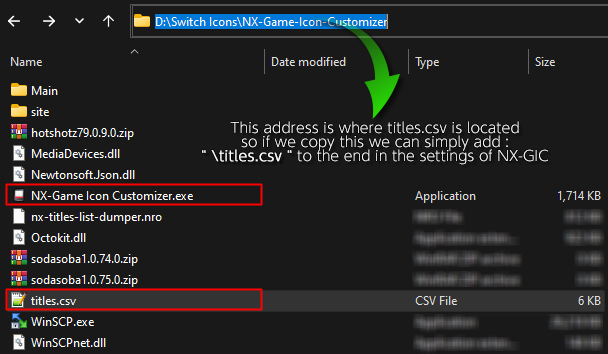 D:\Switch Icons\NX-Game-Icon-Customizer
Name
Date modified
Type
Size
This address is where titles.csv is located
so if we copy this we can simply add :
" \titles.csv " to the end in the settings of NX-GIC
Main
site
hotshotz79.0.9.0.zip
MediaDevices.dll
Newtonsoft.Json.dll
NX-Game Icon Customizer.exe Application 1,714 KB
nx-titles-list-dumper.nro
Octokit.dll
sodasoba1.0.74.0.zip
sodasoba1.0.75.0.zip
titles.csv CSV File 6 KB
WinSCP.exe
WinSCPnet.dll